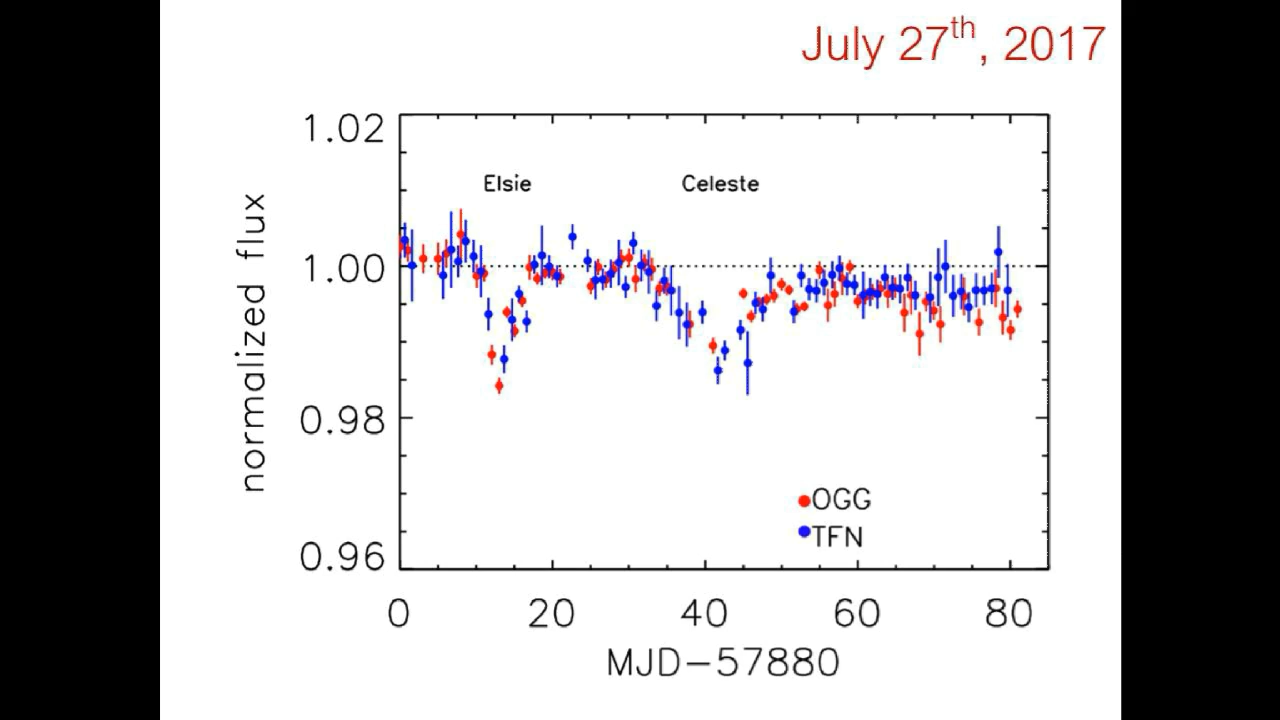 July 27th, 2017
1.02
Elsie Celeste
1.00
normalized flux
0.98
OGG
TFN
0.96
0 20 40 60 80
MJD-57880